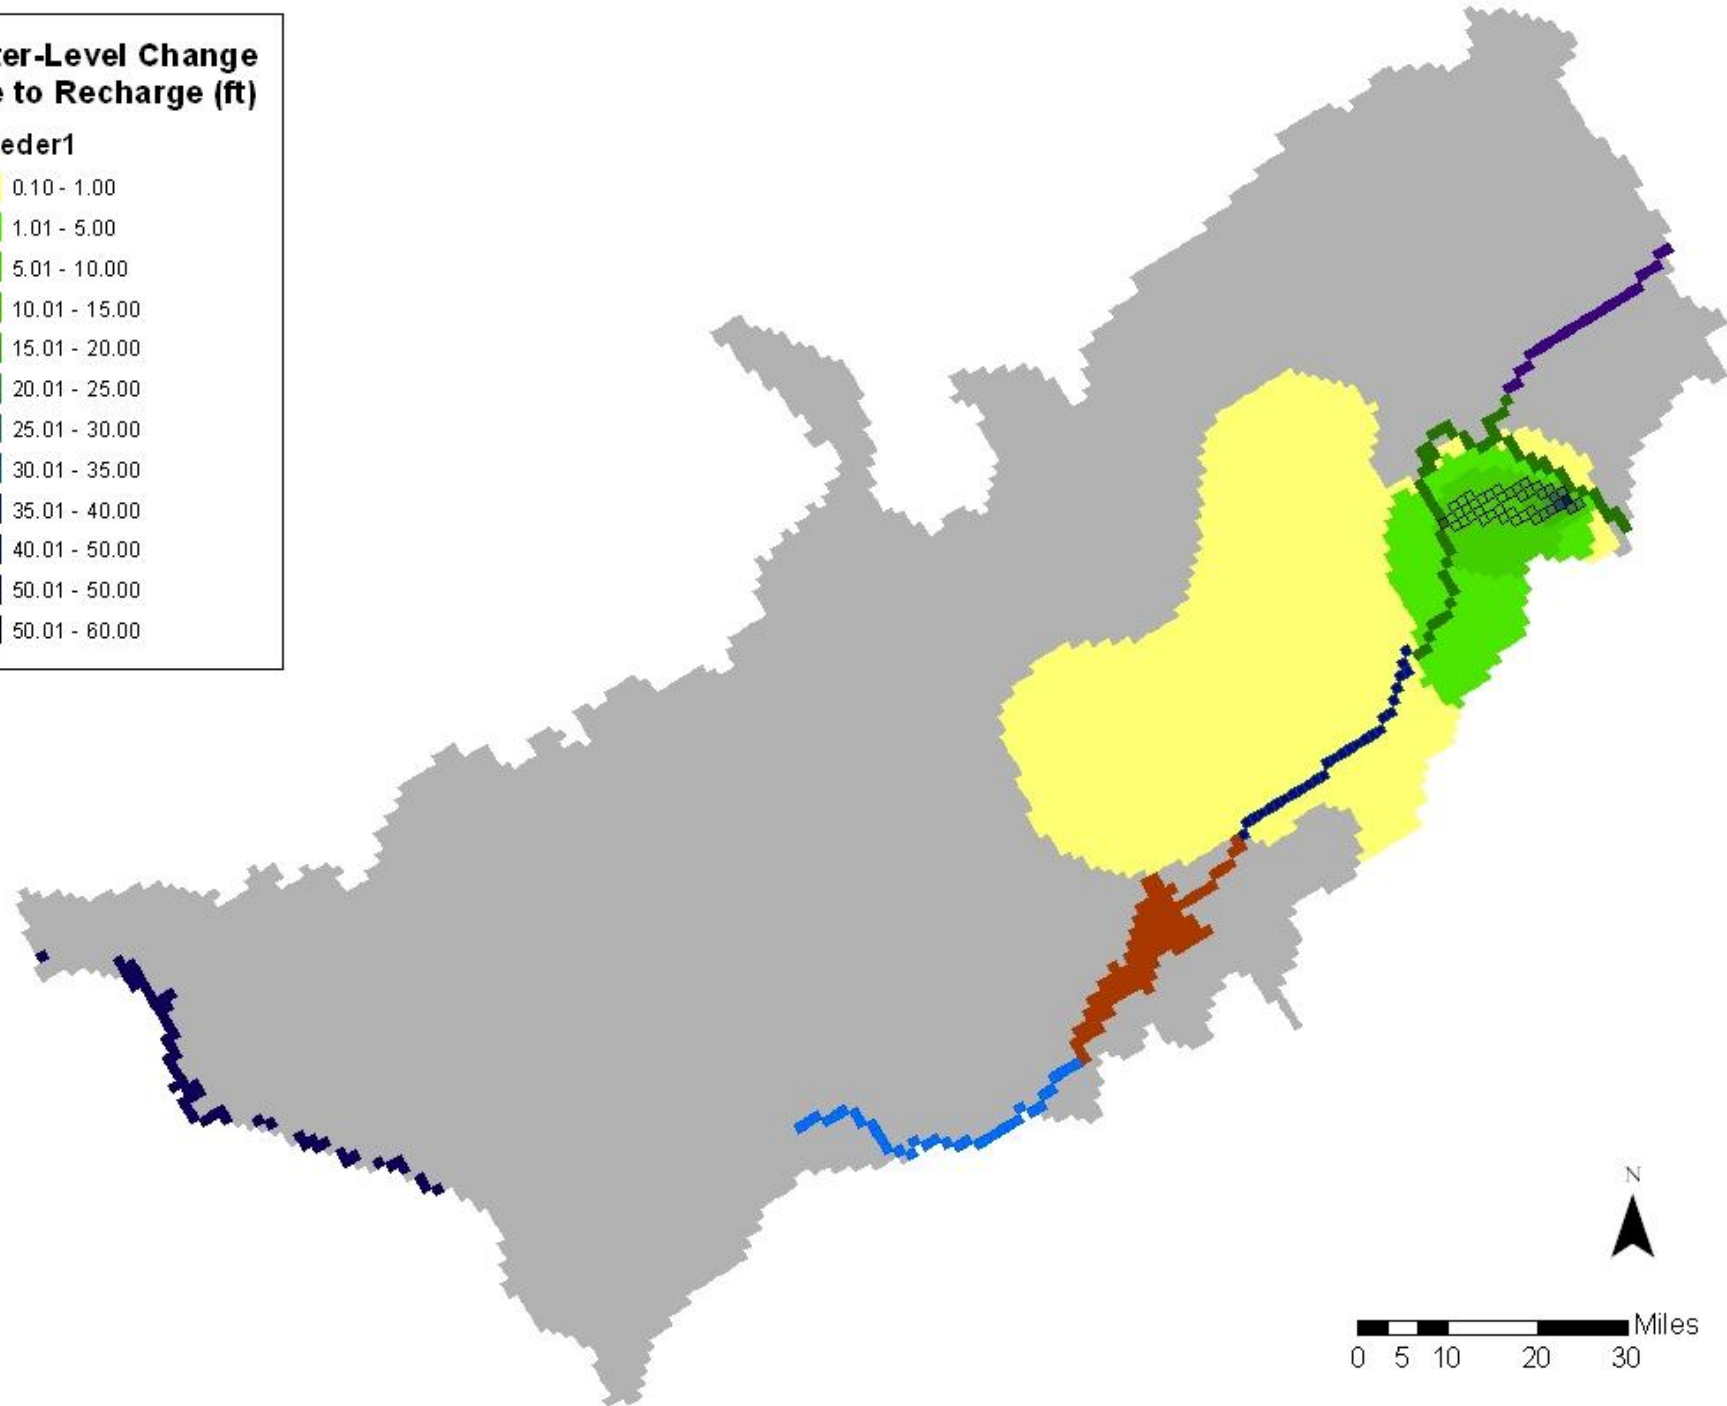 ter-Level Change
e to Recharge (ft)
eder1
0.10 - 1.00
1.01 - 5.00
5.01 - 10.00
10.01 - 15.00
15.01 - 20.00
20.01 - 25.00
25.01 - 30.00
30.01 - 35.00
35.01 - 40.00
40.01 - 50.00
50.01 - 50.00
50.01 - 60.00
N
Miles
0 5 10 20 30